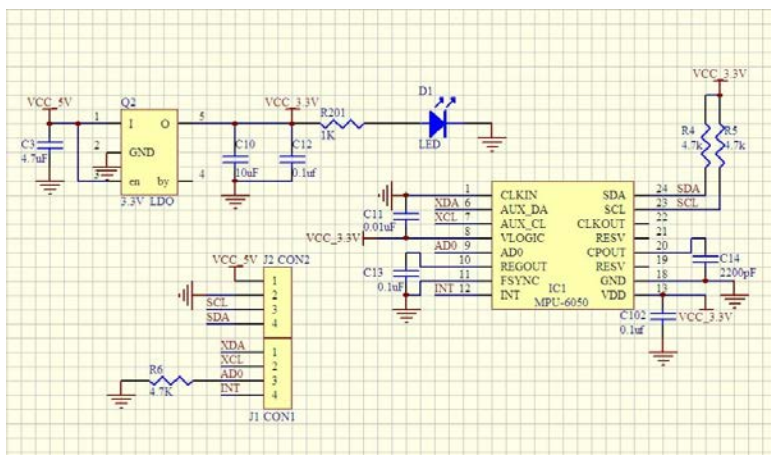 VCC_5V
Q2
1 I O 5
2 GND
3 en by 4
3.3V LDO
C3
4.7uF
VCC_3.3V
C10
10uF
C12
0.1uf
R201
1K
D1
LED
VCC_3.3V
R4
4.7k
R5
4.7k
1 CLKIN SDA 24 SDA
XDA 6 AUX_DA SCL 23 SCL
XCL 7 AUX_CL CLKOUT 22
VCC_3.3V 8 VLOGIC RESV 21
AD0 9 AD0 CPOUT 20
10 REGOUT RESV 19
11 FSYNC GND 18
INT 12 INT VDD 13
IC1
MPU-6050
C11
0.01uF
C13
0.1uF
C14
2200pF
C102
0.1uf
VCC_3.3V
J2 CON2
VCC_5V
1
2
SCL 3
SDA 4
XDA 1
XCL 2
AD0 3
INT 4
R6
4.7K
J1 CON1